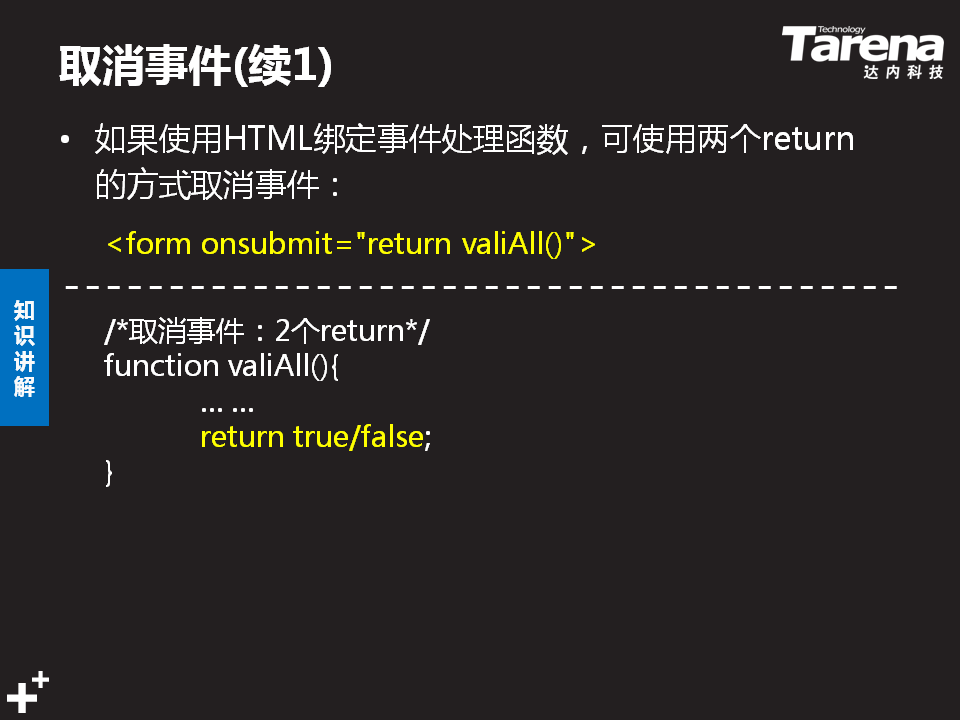 取消事件(续1)
Technology
Tarena
达内科技
• 如果使用HTML绑定事件处理函数，可使用两个return
的方式取消事件：
<form onsubmit="return valiAll()">
知识讲解
/*取消事件：2个return*/
function valiAll(){
... ...
return true/false;
}